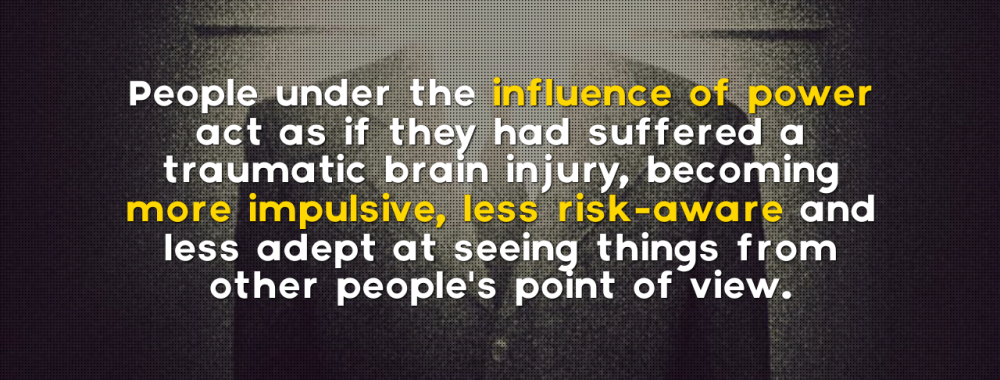 People under the influence of power
act as if they had suffered a
traumatic brain injury, becoming
more impulsive, less risk-aware and
less adept at seeing things from
other people's point of view.